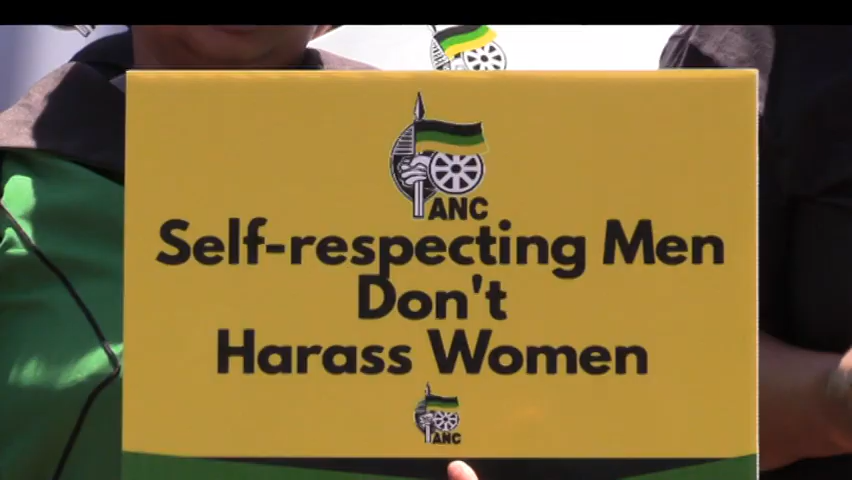 ANC
Self-respecting Men
Don't
Harass Women
ANC